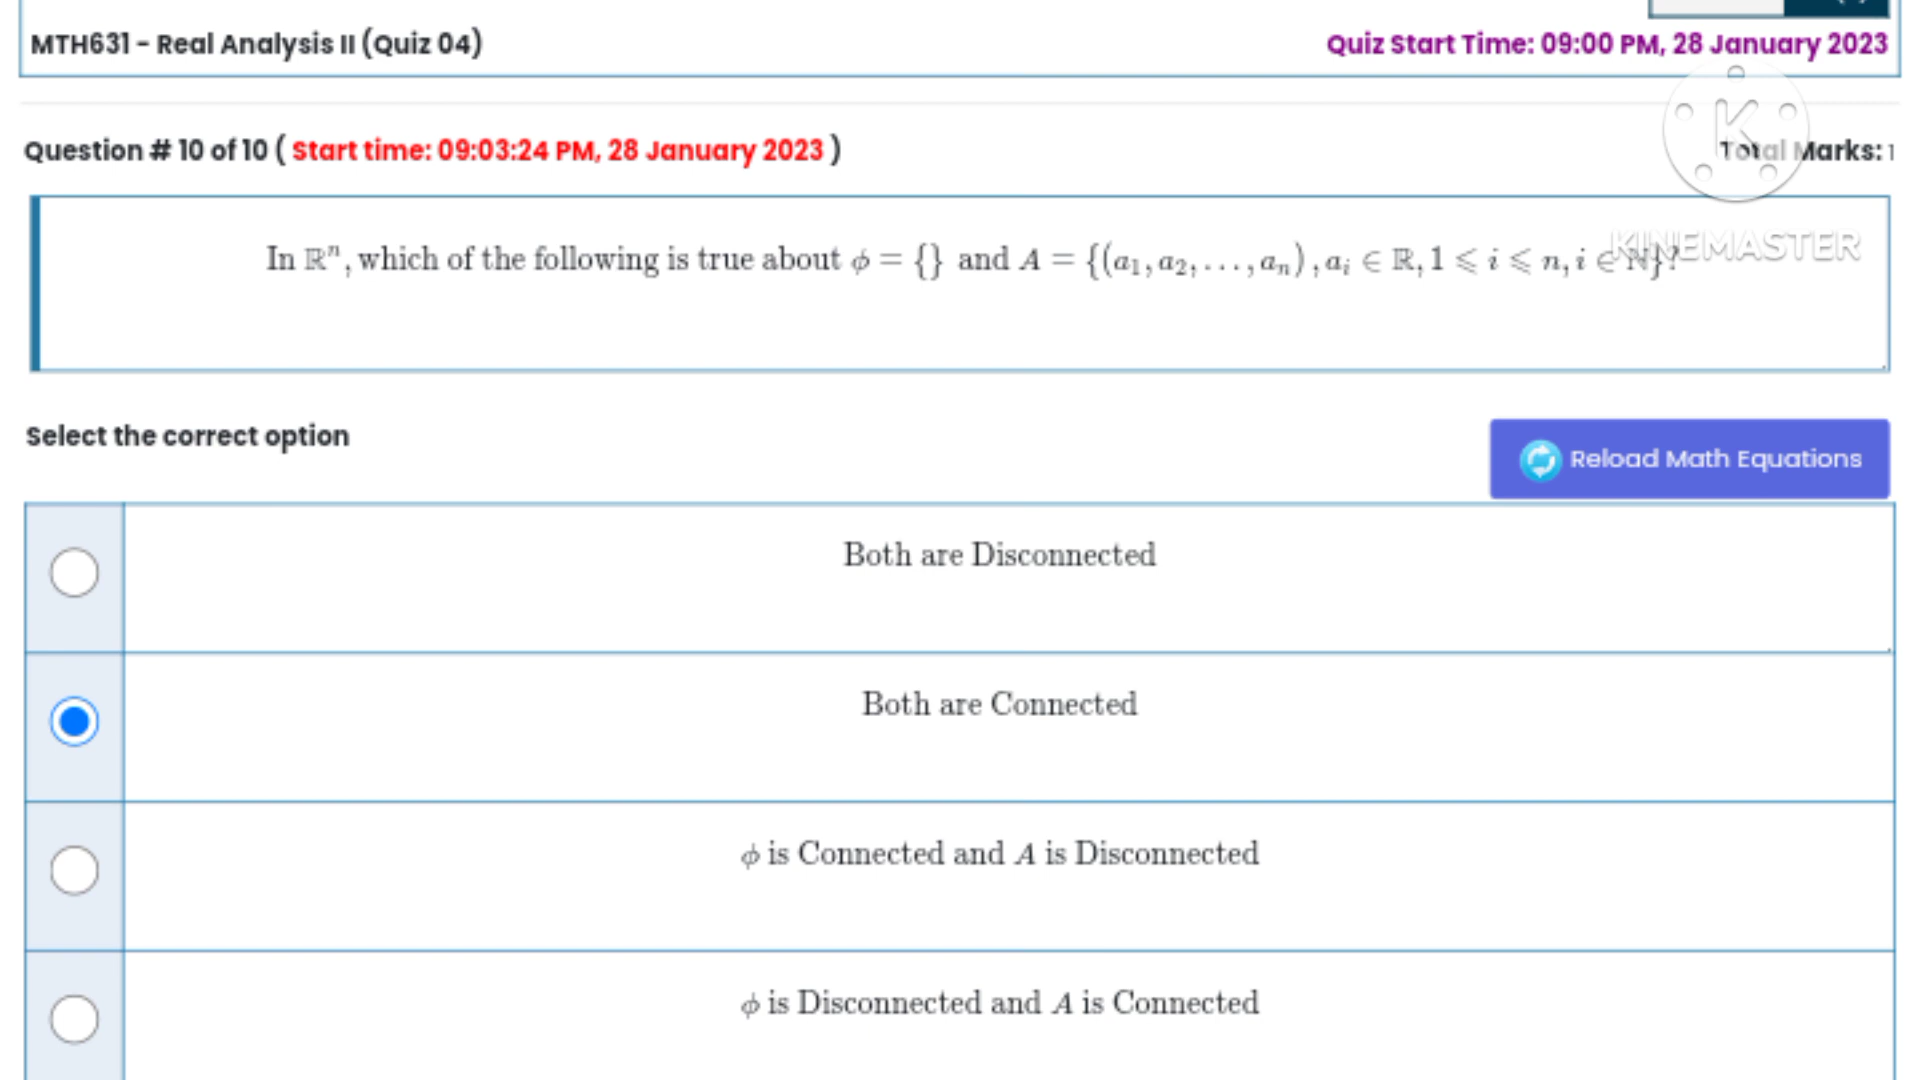 MTH631 - Real Analysis II (Quiz 04)
Quiz Start Time: 09:00 PM, 28 January 2023
Question # 10 of 10 ( Start time: 09:03:24 PM, 28 January 2023 )
Total Marks: 1
K
KINEMASTER
In ℝⁿ, which of the following is true about ϕ = {} and A = {(a₁, a₂, …, aₙ), aᵢ ∈ ℝ, 1 ⩽ i ⩽ n, i ∈ ℕ}?
Select the correct option
Reload Math Equations
Both are Disconnected
Both are Connected
ϕ is Connected and A is Disconnected
ϕ is Disconnected and A is Connected